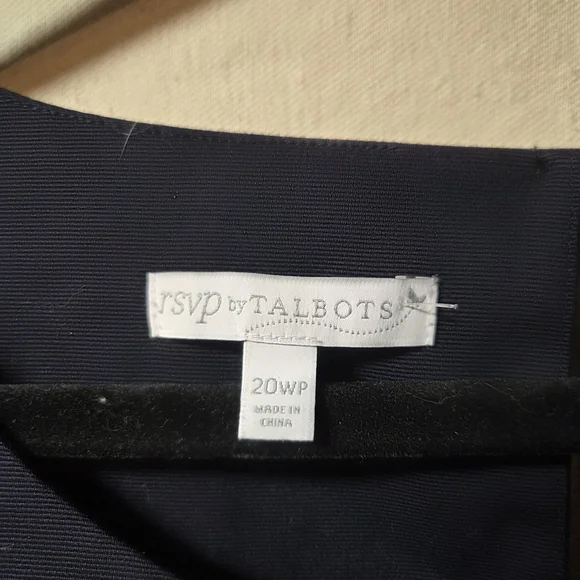 rsvp by TALBOTS
20WP
MADE IN
CHINA